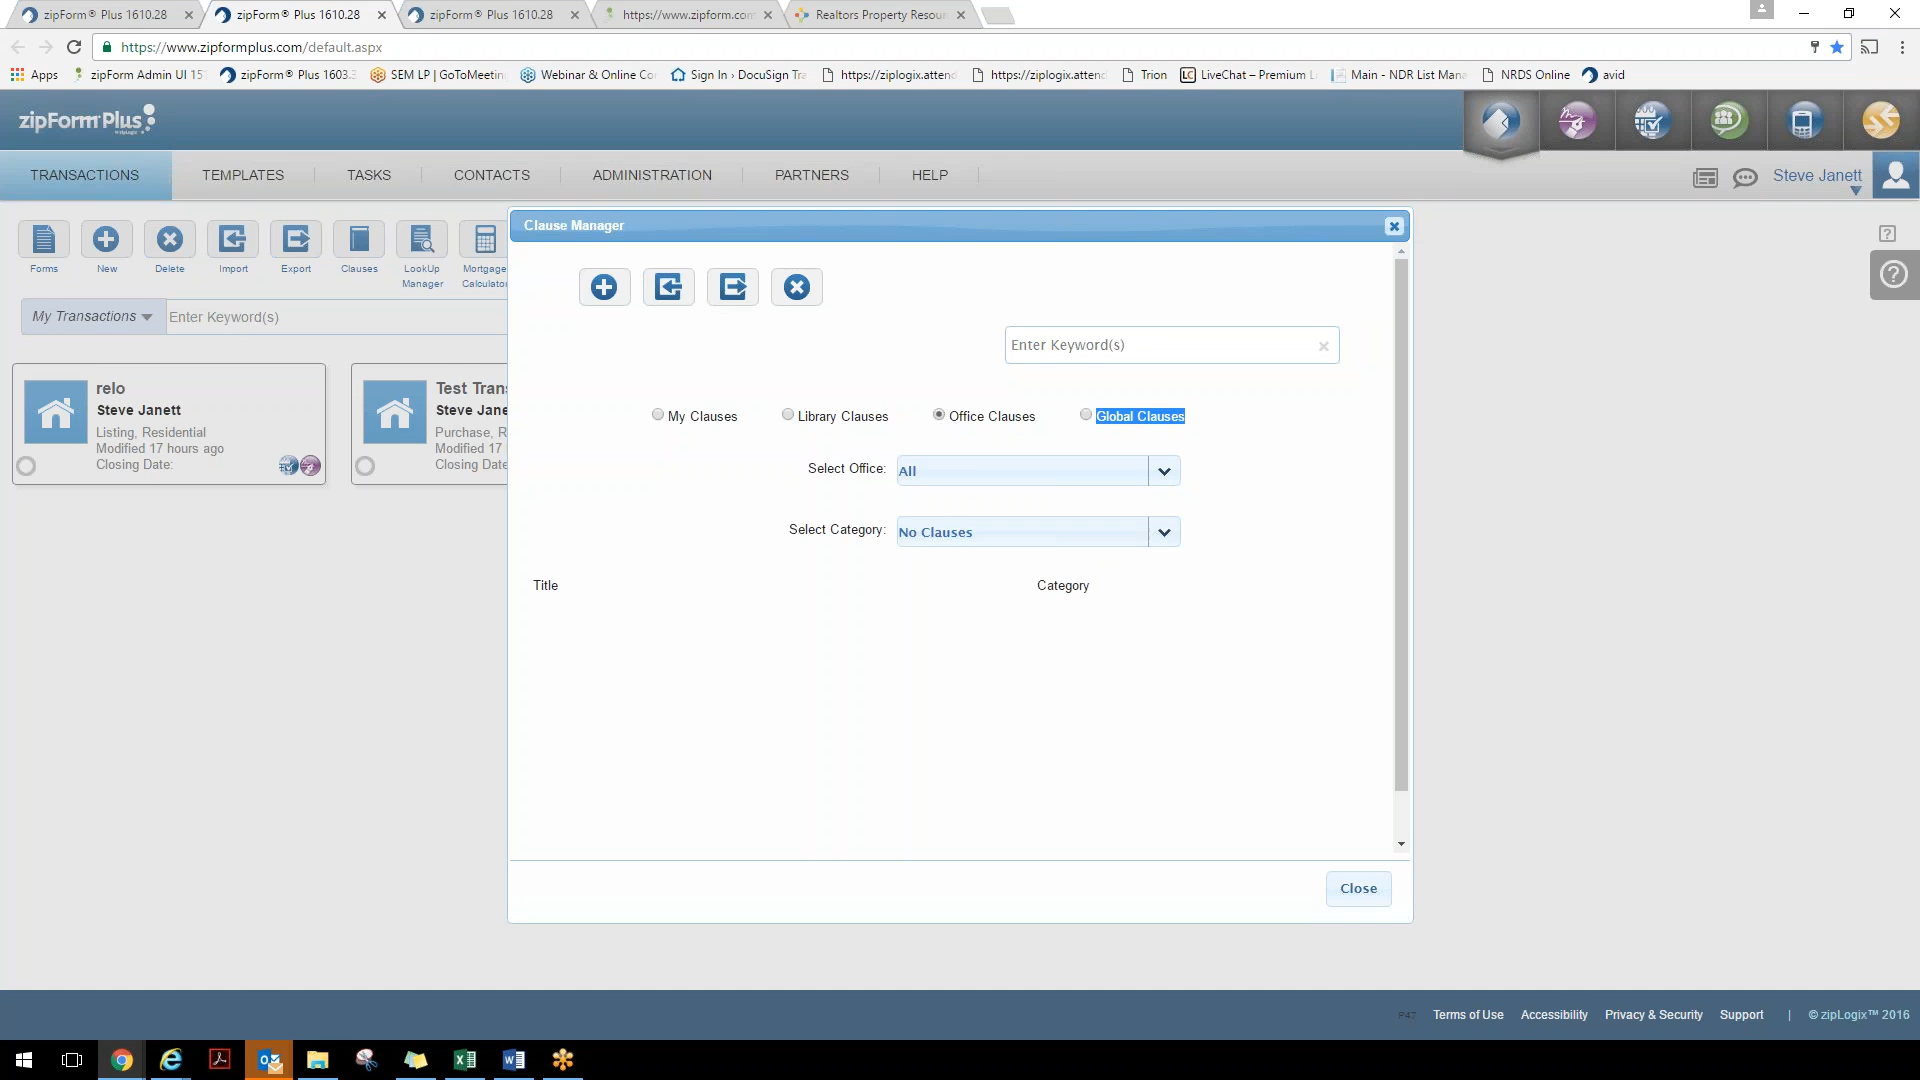 zipForm® Plus 1610.28
zipForm® Plus 1610.28
zipForm® Plus 1610.28
https://www.zipform.com
Realtors Property Resour
https://www.zipformplus.com/default.aspx
Apps
zipForm Admin UI 15
zipForm® Plus 1603.3
SEM LP | GoToMeeting
Webinar & Online Co
Sign In › DocuSign Tra
https://ziplogix.attend
https://ziplogix.attend
Trion
LiveChat – Premium L
Main - NDR List Mana
NRDS Online
avid
zipForm Plus
TRANSACTIONS
TEMPLATES
TASKS
CONTACTS
ADMINISTRATION
PARTNERS
HELP
Steve Janett
Forms
New
Delete
Import
Export
Clauses
LookUp
Manager
Mortgage
Calculator
My Transactions
Enter Keyword(s)
relo
Steve Janett
Listing, Residential
Modified 17 hours ago
Closing Date:
Test Tran
Steve Jane
Purchase, R
Modified 17
Closing Date
Clause Manager
Enter Keyword(s)
My Clauses
Library Clauses
Office Clauses
Global Clauses
Select Office:
All
Select Category:
No Clauses
Title
Category
Close
P47
Terms of Use
Accessibility
Privacy & Security
Support
|
© zipLogix™ 2016